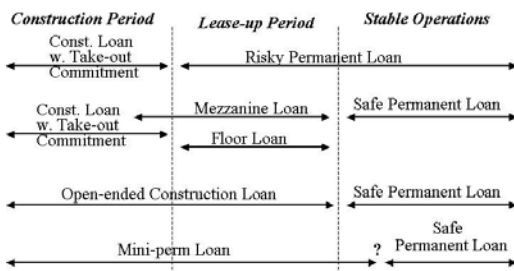 Construction Period Lease-up Period Stable Operations
Const. Loan
w. Take-out Risky Permanent Loan
Commitment
Const. Loan Mezzanine Loan Safe Permanent Loan
w. Take-out
Commitment Floor Loan
Open-ended Construction Loan Safe Permanent Loan
Safe
Mini-perm Loan ? Permanent Loan